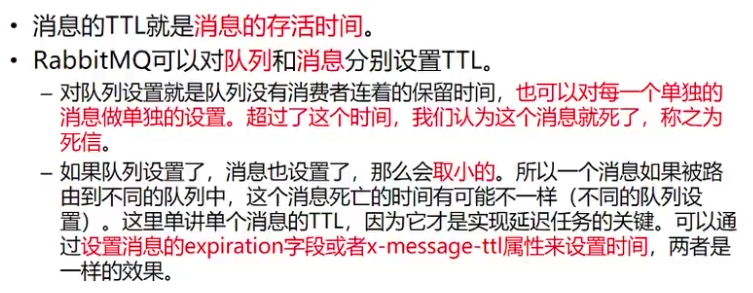 • 消息的TTL就是消息的存活时间。
• RabbitMQ可以对队列和消息分别设置TTL。
– 对队列设置就是队列没有消费者连着的保留时间，也可以对每一个单独的
消息做单独的设置。超过了这个时间，我们认为这个消息就死了，称之为
死信。
– 如果队列设置了，消息也设置了，那么会取小的。所以一个消息如果被路
由到不同的队列中，这个消息死亡的时间有可能不一样（不同的队列设
置）。这里单讲单个消息的TTL，因为它才是实现延迟任务的关键。可以通
过设置消息的expiration字段或者x-message-ttl属性来设置时间，两者是
一样的效果。